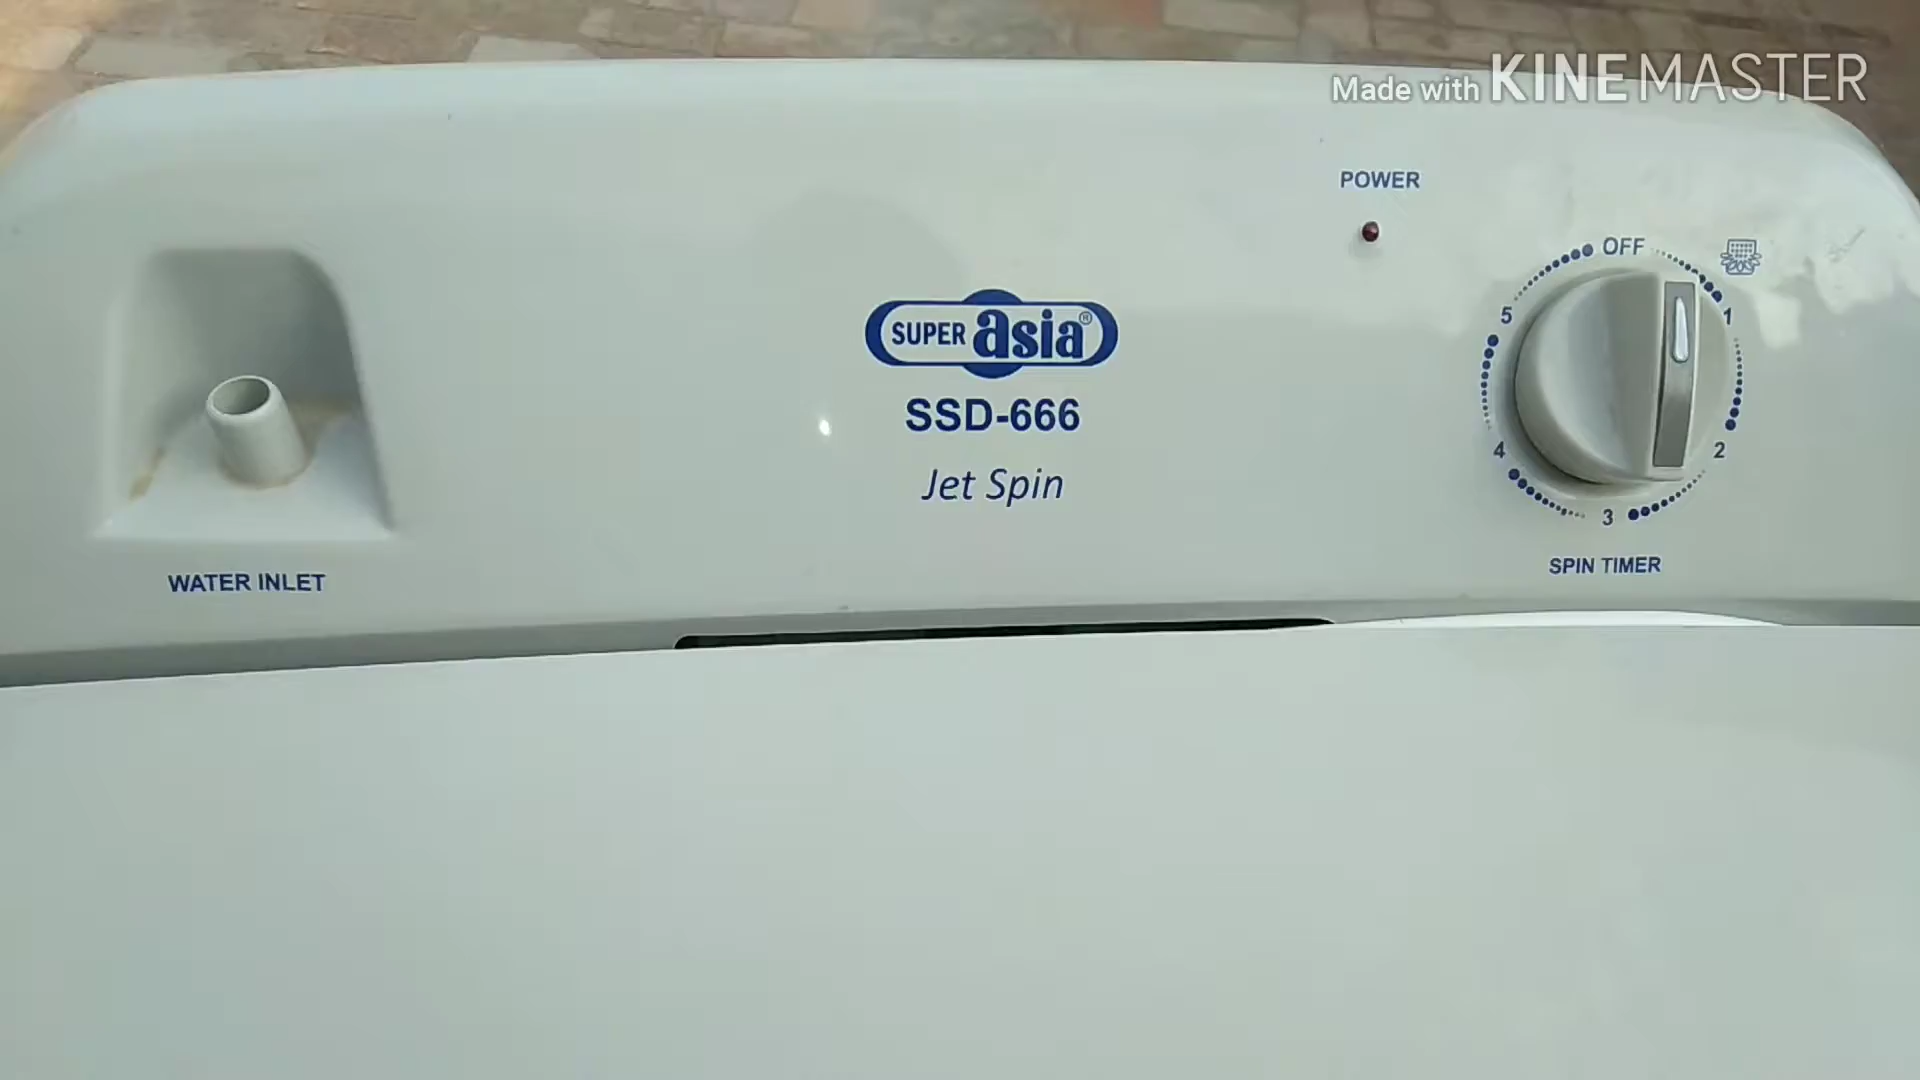 Made with KINEMASTER
POWER
OFF
1
2
3
4
5
SPIN TIMER
SUPER asia®
SSD-666
Jet Spin
WATER INLET